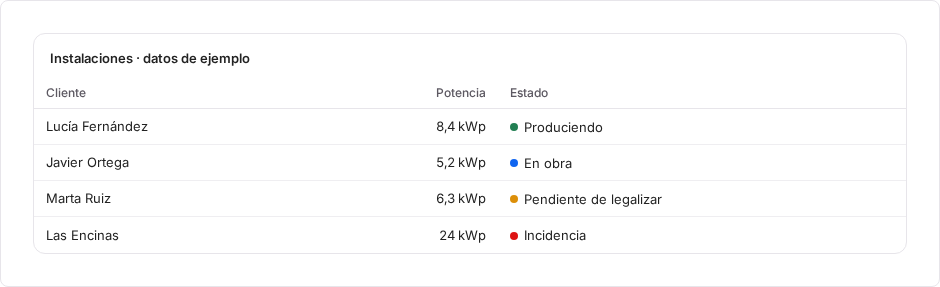 Instalaciones · datos de ejemplo
Cliente Potencia Estado
Lucía Fernández 8,4 kWp Produciendo
Javier Ortega 5,2 kWp En obra
Marta Ruiz 6,3 kWp Pendiente de legalizar
Las Encinas 24 kWp Incidencia